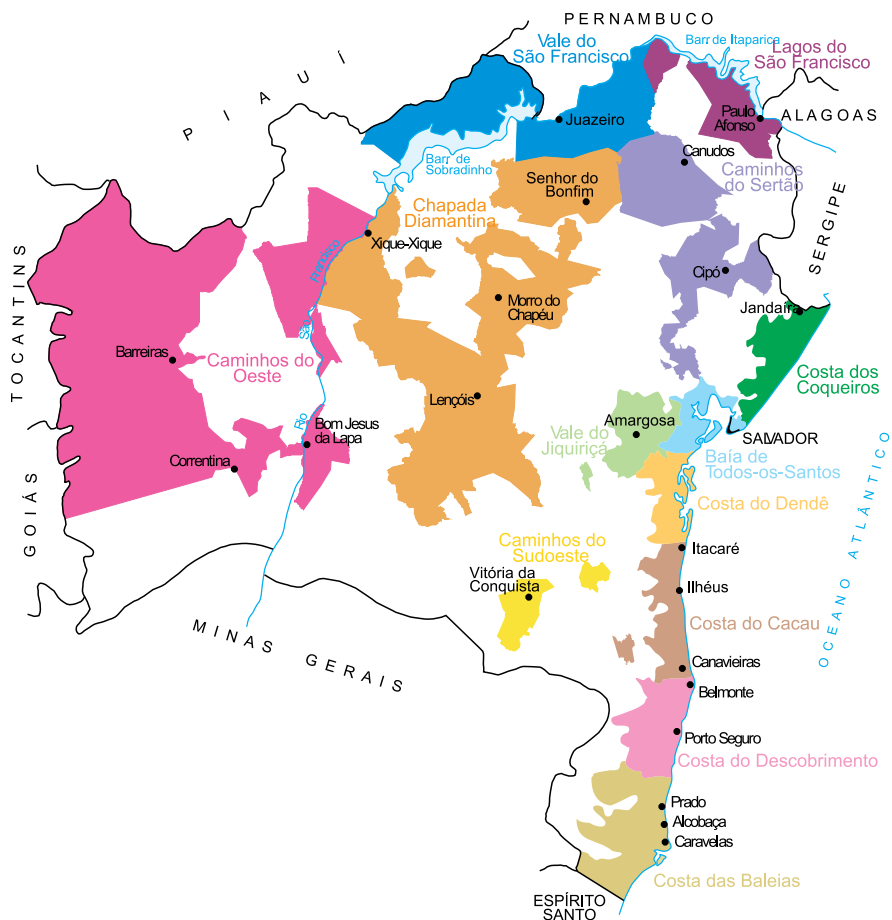 PERNAMBUCO
Vale do
São Francisco
Barr de Itaparica
Lagos do
São Francisco
PIAUÍ
Juazeiro
Paulo
Afonso
ALAGOAS
Barr de
Sobradinho
Canudos
Senhor do
Bonfim
Caminhos
do Sertão
Chapada
Diamantina
Xique-Xique
SERGIPE
TOCANTINS
São
Francisco
Cipó
Morro do
Chapéu
Jandaíra
Barreiras
Caminhos do
Oeste
Costa dos
Coqueiros
Lençóis
Rio
Bom Jesus
da Lapa
Amargosa
SALVADOR
Vale do
Jiquiriçá
Baía de
Todos-os-Santos
Correntina
GOIÁS
Costa do Dendê
OCEANO ATLÂNTICO
Caminhos do
Sudoeste
Itacaré
Vitória da
Conquista
Ilhéus
MINAS GERAIS
Costa do Cacau
Canavieiras
Belmonte
Porto Seguro
Costa do Descobrimento
Prado
Alcobaça
Caravelas
Costa das Baleias
ESPÍRITO
SANTO